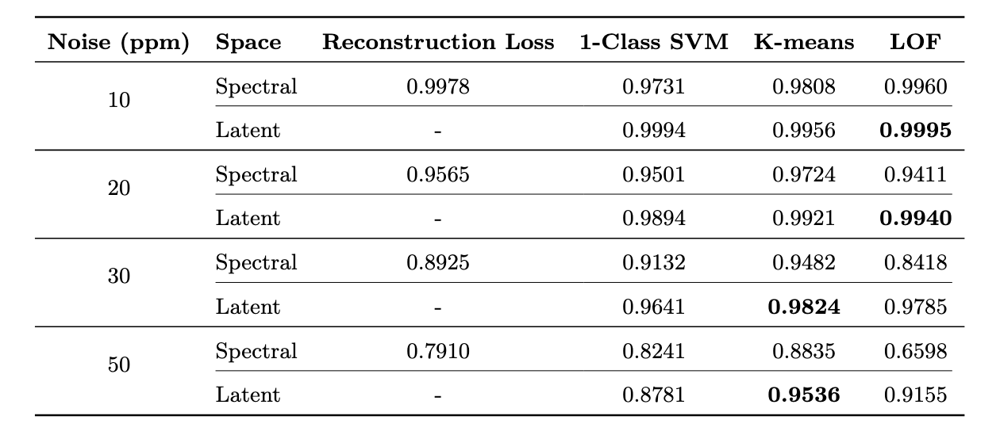 Noise (ppm) Space Reconstruction Loss 1-Class SVM K-means LOF
10 Spectral 0.9978 0.9731 0.9808 0.9960
Latent - 0.9994 0.9956 0.9995
20 Spectral 0.9565 0.9501 0.9724 0.9411
Latent - 0.9894 0.9921 0.9940
30 Spectral 0.8925 0.9132 0.9482 0.8418
Latent - 0.9641 0.9824 0.9785
50 Spectral 0.7910 0.8241 0.8835 0.6598
Latent - 0.8781 0.9536 0.9155